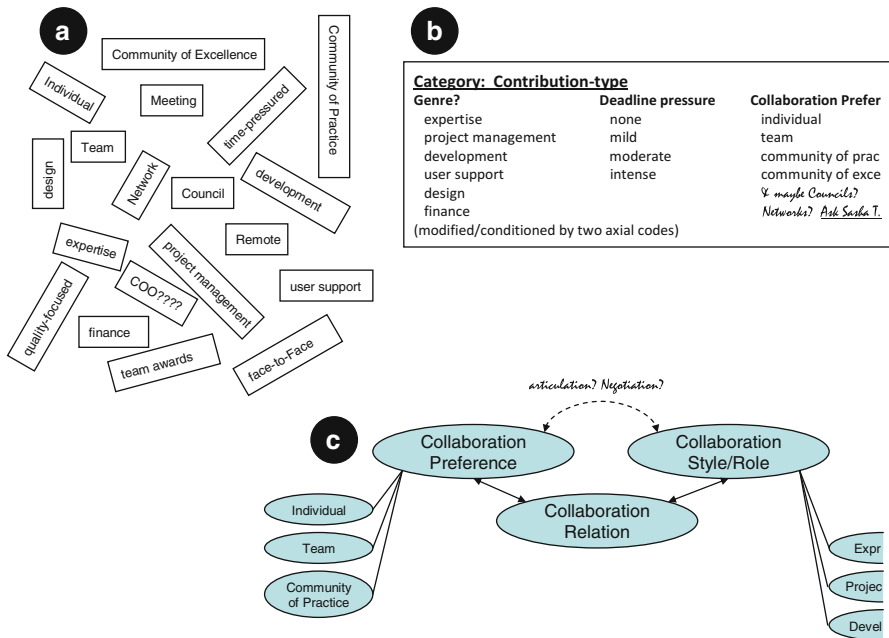 a
Community of Excellence
Community of Practice
Individual
Meeting
time-pressured
Team
design
Network
Council
development
expertise
Remote
project management
COO????
user support
quality-focused
finance
team awards
face-to-Face
b
Category: Contribution-type
Genre? Deadline pressure Collaboration Prefer
expertise none individual
project management mild team
development moderate community of prac
user support intense community of exce
design & maybe Councils?
finance Networks? Ask Sasha T.
(modified/conditioned by two axial codes)
articulation? Negotiation?
c
Collaboration
Preference
Collaboration
Style/Role
Collaboration
Relation
Individual
Team
Community
of Practice
Expr
Projec
Devel